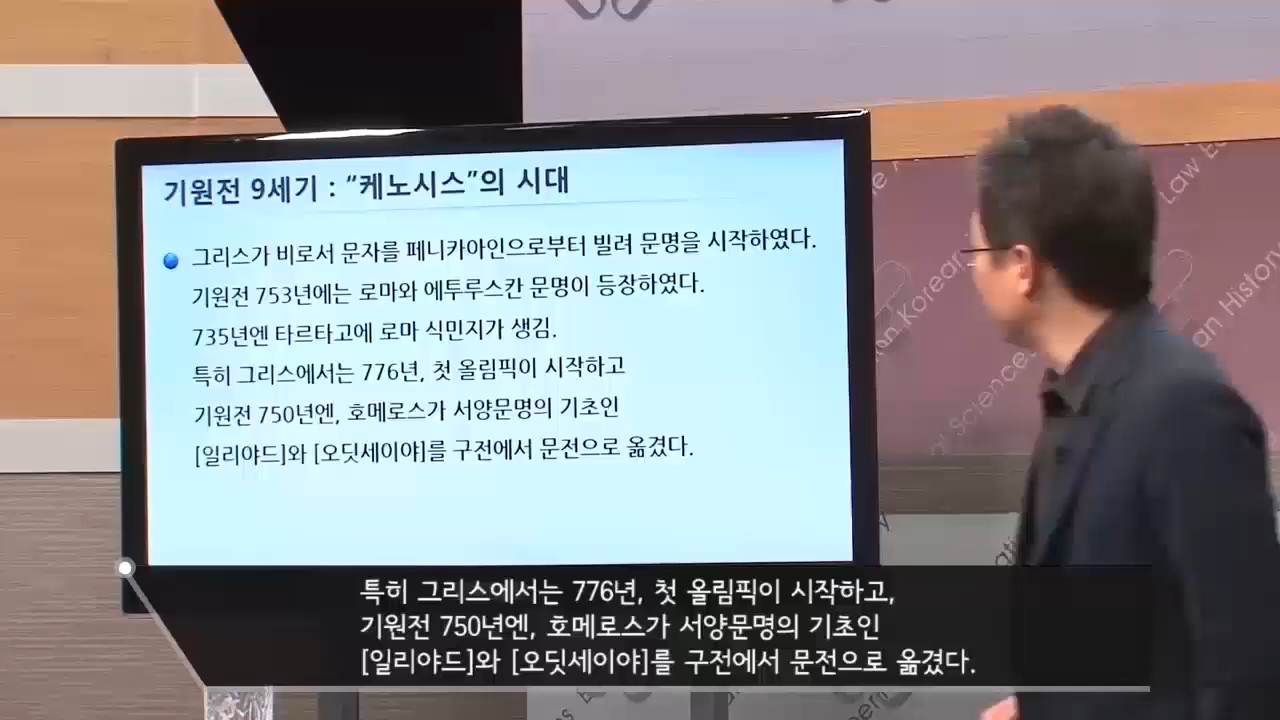 기원전 9세기 : “케노시스”의 시대
그리스가 비로서 문자를 페니카아인으로부터 빌려 문명을 시작하였다.
기원전 753년에는 로마와 에투루스칸 문명이 등장하였다.
735년엔 타르타고에 로마 식민지가 생김.
특히 그리스에서는 776년, 첫 올림픽이 시작하고
기원전 750년엔, 호메로스가 서양문명의 기초인
[일리야드]와 [오딧세이야]를 구전에서 문전으로 옮겼다.
Law
Korean
an History
Science
특히 그리스에서는 776년, 첫 올림픽이 시작하고,
기원전 750년엔, 호메로스가 서양문명의 기초인
[일리야드]와 [오딧세이야]를 구전에서 문전으로 옮겼다.